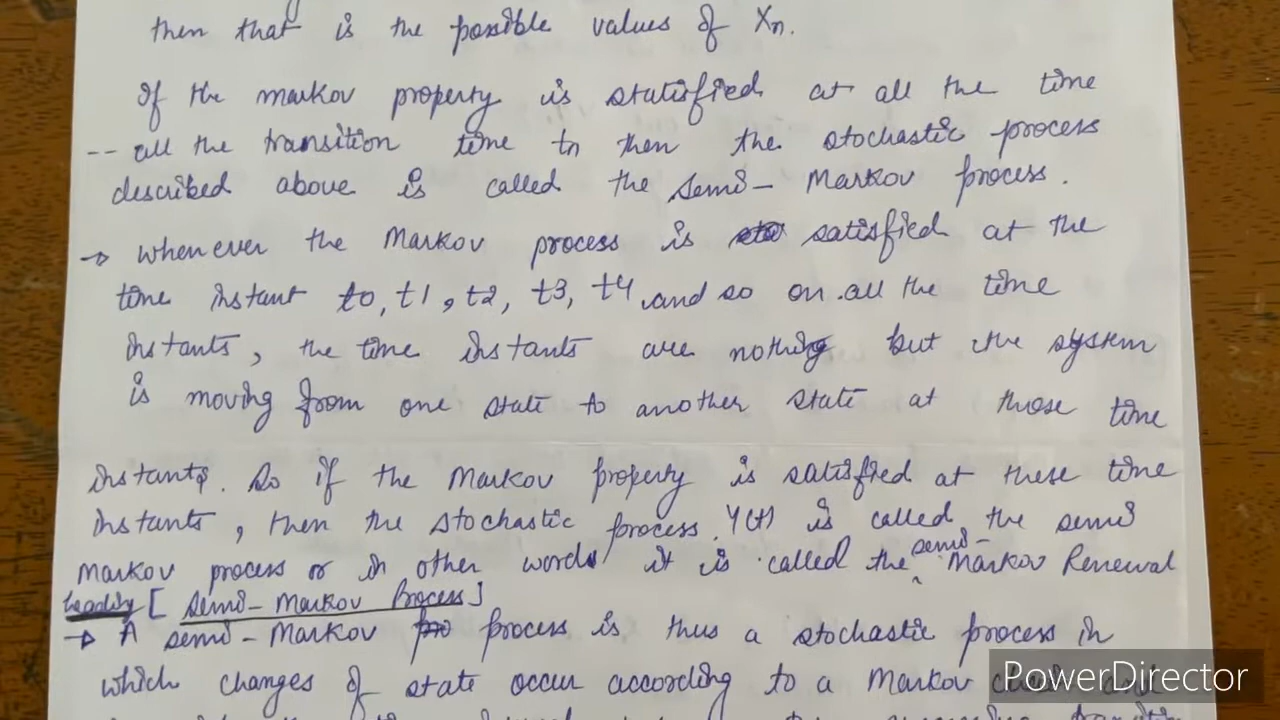 then that is the possible values of Xn.
If the markov property is statisfied at all the time
-- all the transition time tn then the stochastic process
described above is called the semi- Markov process.
→ whenever the Markov process is satisfied at the
time instant to, t1, t2, t3, t4 and so on. all the time
instants, the time instants are nothing but the system
is moving from one state to another state at those time
instants. So if the Markov property is satisfied at these time
instants, then the stochastic process. Y(t) is called the semi
Markov process or in other words it is called the semi- Markov Renewal
heading [ Semi- Markov Process]
→ A semi- Markov process is thus a stochastic process in
which changes of state occur according to a Markov chain and
PowerDirector